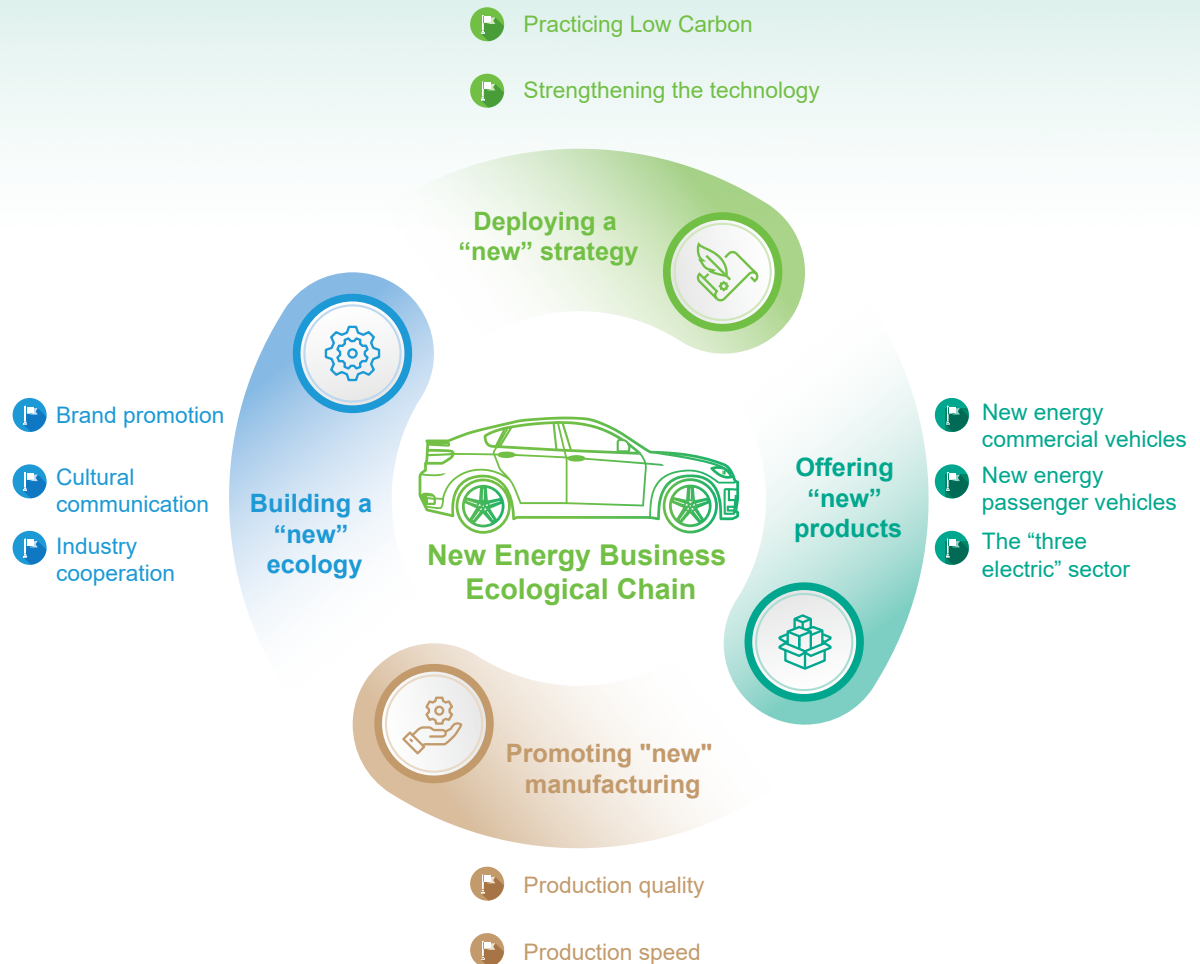 Practicing Low Carbon
Strengthening the technology
Deploying a
“new” strategy
Brand promotion
Cultural
communication
Industry
cooperation
Building a
“new”
ecology
New Energy Business
Ecological Chain
Offering
“new”
products
New energy
commercial vehicles
New energy
passenger vehicles
The “three
electric” sector
Promoting "new"
manufacturing
Production quality
Production speed